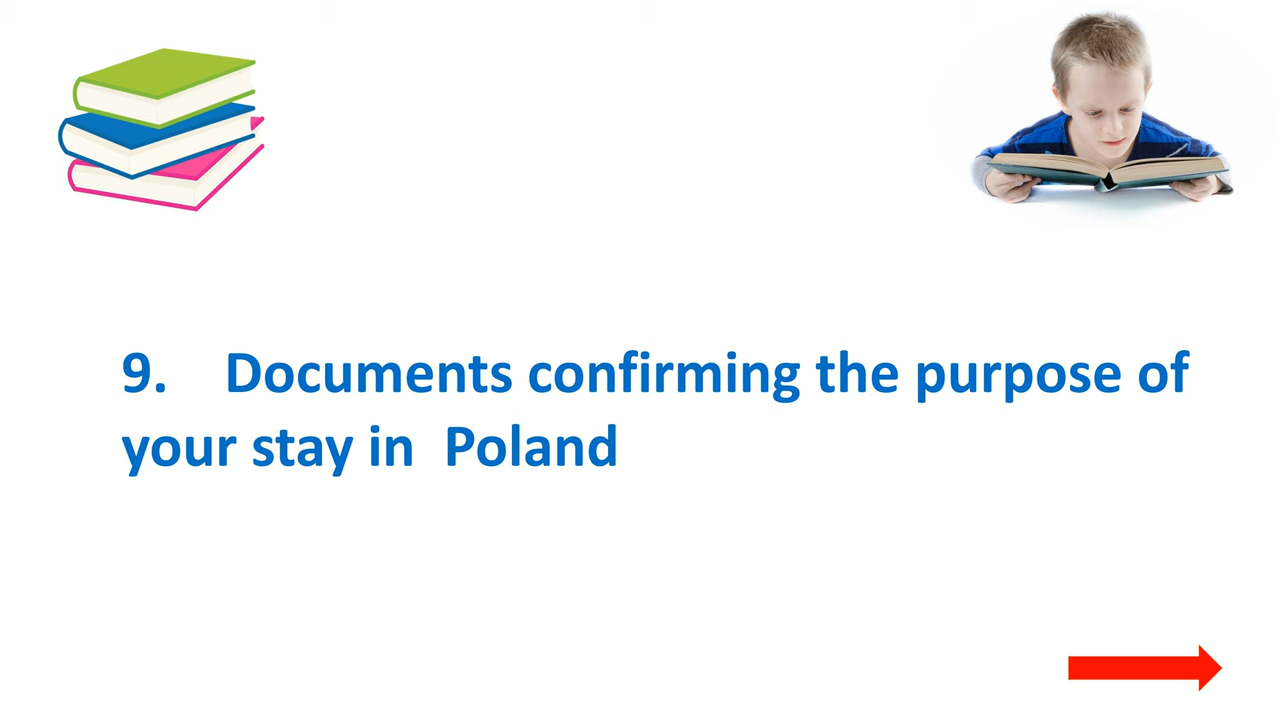 9. Documents confirming the purpose of
your stay in Poland